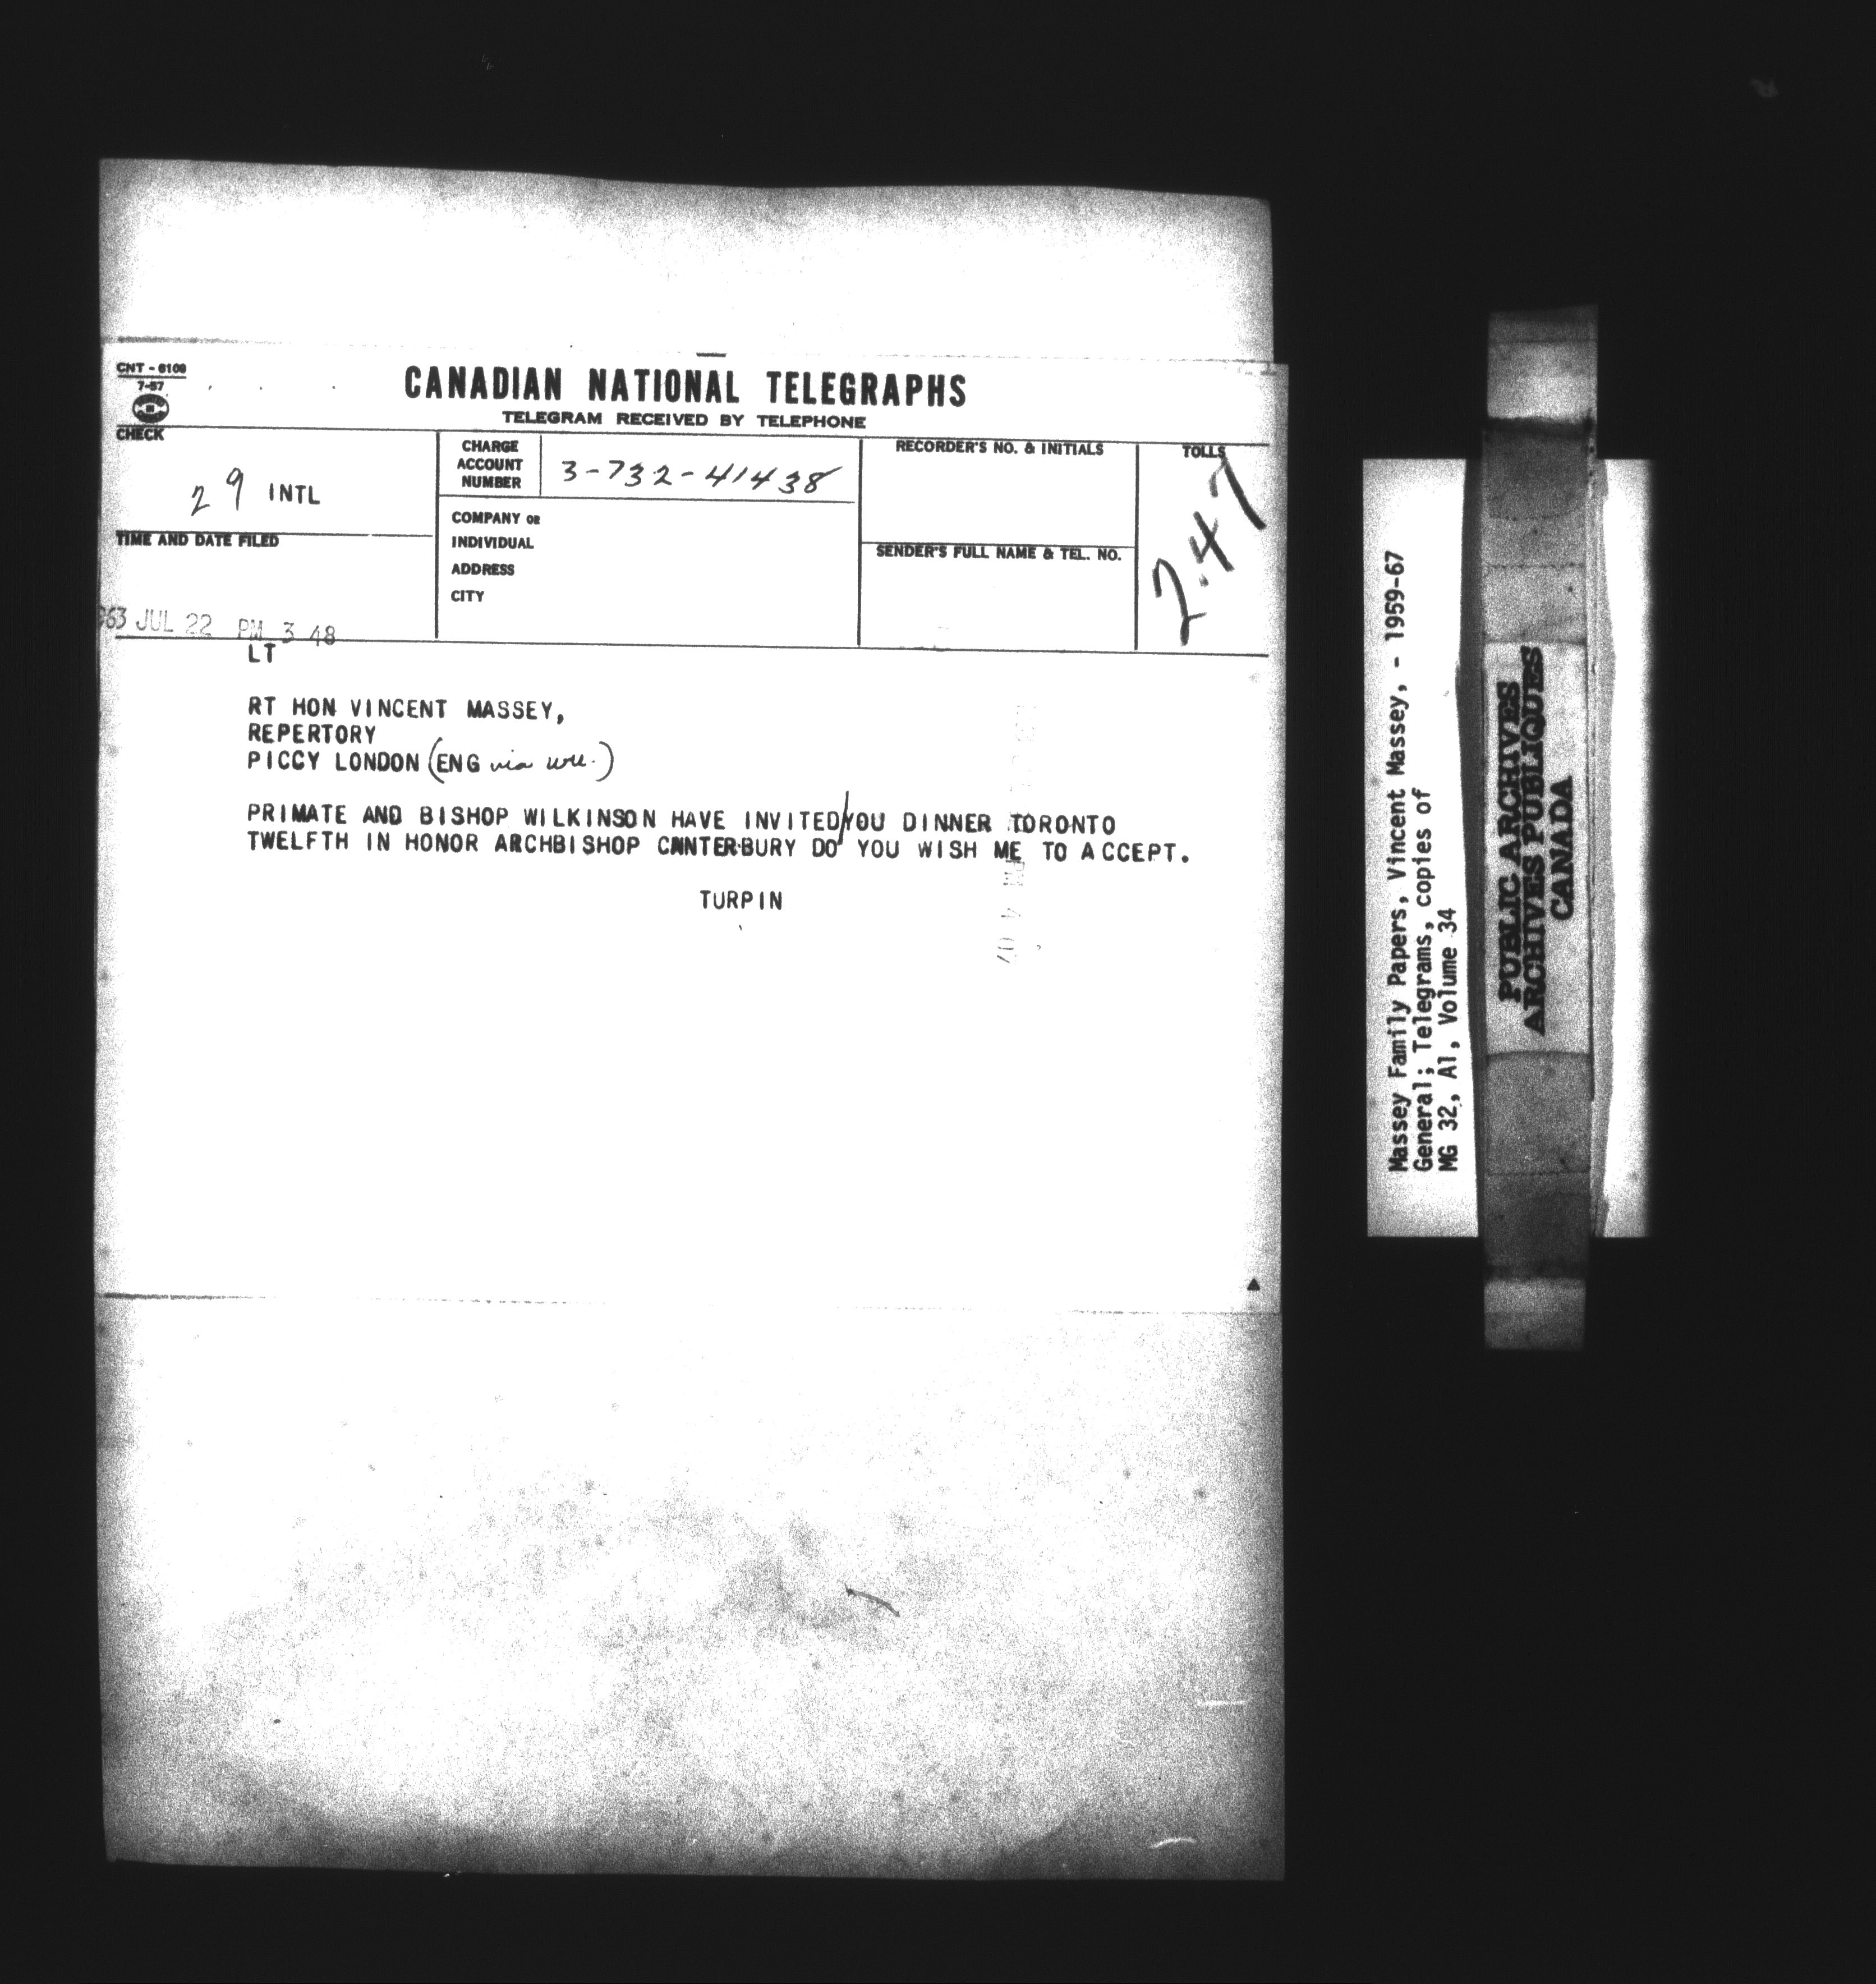 CNT - 6109
7-57
CANADIAN NATIONAL TELEGRAPHS
TELEGRAM RECEIVED BY TELEPHONE
CHECK
29 INTL
CHARGE
ACCOUNT
NUMBER
3-732-41438
RECORDER'S NO. & INITIALS
TOLLS
2.47
COMPANY OR
INDIVIDUAL
ADDRESS
CITY
TIME AND DATE FILED
SENDER'S FULL NAME & TEL. NO.
963 JUL 22 PM 3 48
LT
RT HON VINCENT MASSEY,
REPERTORY
PICCY LONDON (ENG via wu.)
PRIMATE AND BISHOP WILKINSON HAVE INVITED/YOU DINNER TORONTO
TWELFTH IN HONOR ARCHBISHOP CANTERBURY DO YOU WISH ME TO ACCEPT.
TURPIN
PM 4 07
Massey Family Papers, Vincent Massey, - 1959-67
General; Telegrams, copies of
MG 32, A1, Volume 34
PUBLIC ARCHIVES
ARCHIVES PUBLIQUES
CANADA